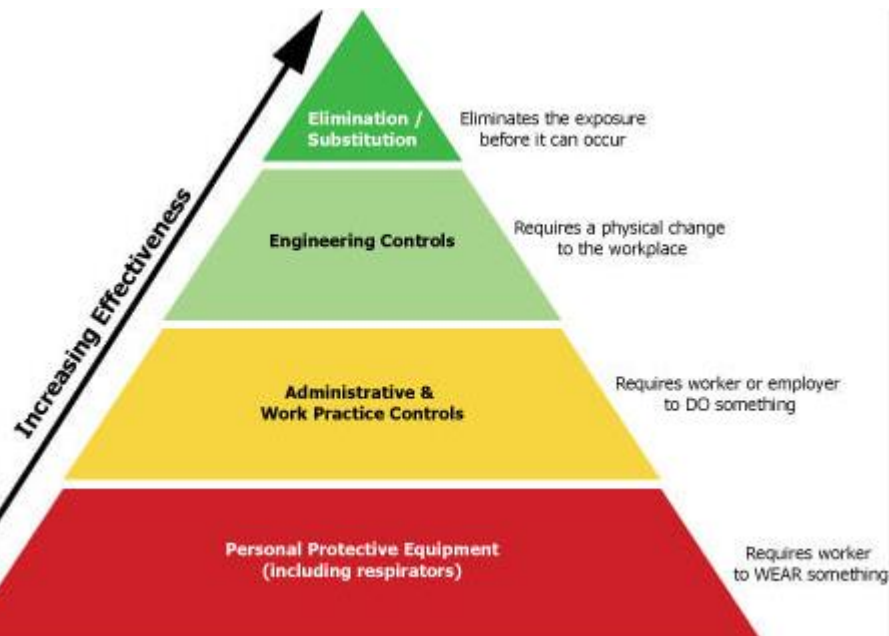 Elimination /
Substitution
Eliminates the exposure
before it can occur
Increasing Effectiveness
Engineering Controls
Requires a physical change
to the workplace
Administrative &
Work Practice Controls
Requires worker or employer
to DO something
Personal Protective Equipment
(including respirators)
Requires worker
to WEAR something